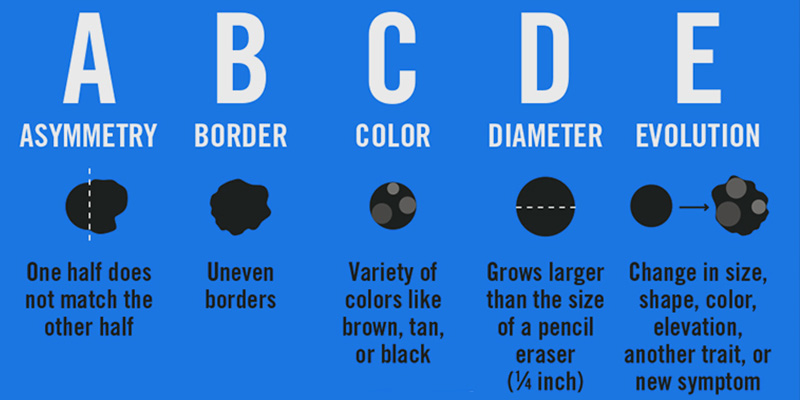 A
B
C
D
E
ASYMMETRY
BORDER
COLOR
DIAMETER
EVOLUTION
One half does
not match the
other half
Uneven
borders
Variety of
colors like
brown, tan,
or black
Grows larger
than the size
of a pencil
eraser
(¼ inch)
Change in size,
shape, color,
elevation,
another trait, or
new symptom